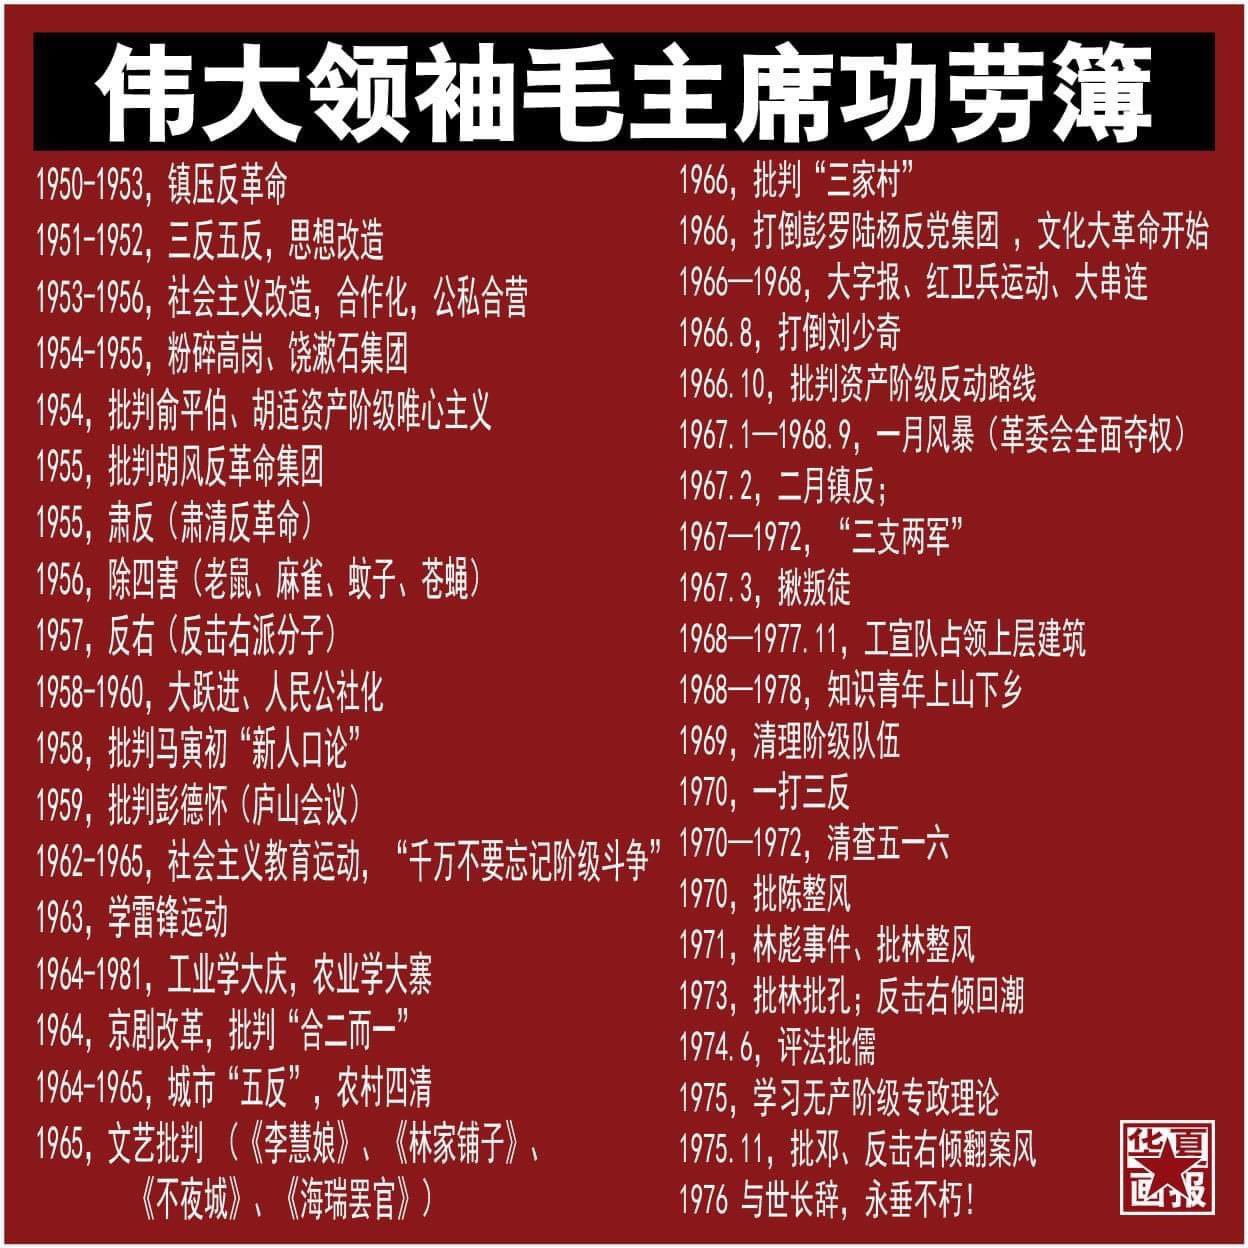 伟大领袖毛主席功劳簿
1950-1953，镇压反革命
1951-1952，三反五反，思想改造
1953-1956，社会主义改造，合作化，公私合营
1954-1955，粉碎高岗、饶漱石集团
1954，批判俞平伯、胡适资产阶级唯心主义
1955，批判胡风反革命集团
1955，肃反（肃清反革命）
1956，除四害（老鼠、麻雀、蚊子、苍蝇）
1957，反右（反击右派分子）
1958-1960，大跃进、人民公社化
1958，批判马寅初“新人口论”
1959，批判彭德怀（庐山会议）
1962-1965，社会主义教育运动，“千万不要忘记阶级斗争”
1963，学雷锋运动
1964-1981，工业学大庆，农业学大寨
1964，京剧改革，批判“合二而一”
1964-1965，城市“五反”，农村四清
1965，文艺批判 （《李慧娘》、《林家铺子》、
《不夜城》、《海瑞罢官》）
1966，批判“三家村”
1966，打倒彭罗陆杨反党集团 ，文化大革命开始
1966—1968，大字报、红卫兵运动、大串连
1966.8，打倒刘少奇
1966.10，批判资产阶级反动路线
1967.1—1968.9，一月风暴（革委会全面夺权）
1967.2，二月镇反；
1967—1972，“三支两军”
1967.3，揪叛徒
1968—1977.11，工宣队占领上层建筑
1968—1978，知识青年上山下乡
1969，清理阶级队伍
1970，一打三反
1970—1972，清查五一六
1970，批陈整风
1971，林彪事件、批林整风
1973，批林批孔；反击右倾回潮
1974.6，评法批儒
1975，学习无产阶级专政理论
1975.11，批邓、反击右倾翻案风
1976 与世长辞，永垂不朽！
华夏
画报